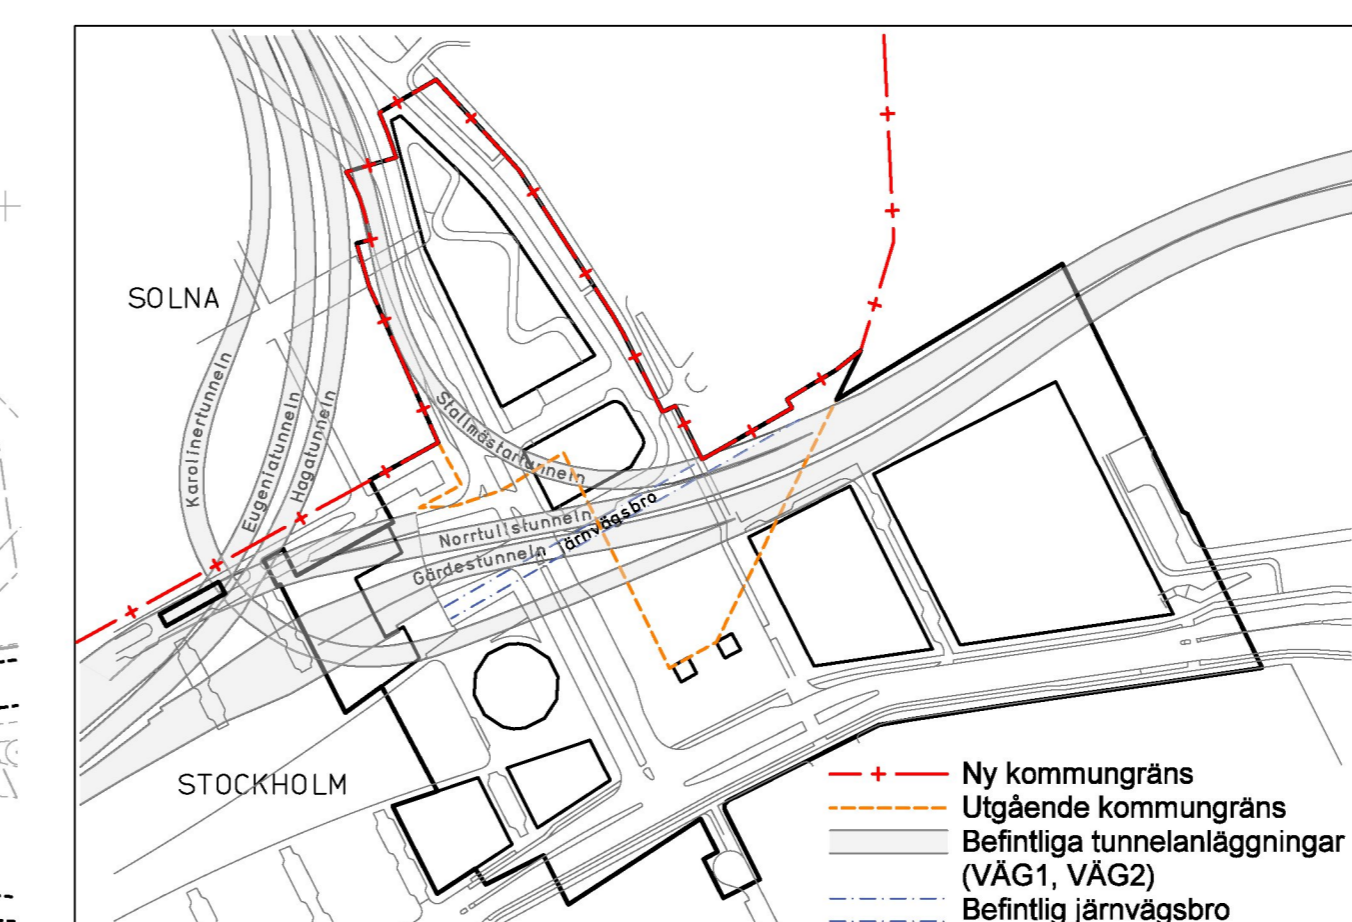 SOLNA
Karolinertunneln
Eugeniatunneln
Hagatunneln
Stallmästartunneln
Norrtullstunneln
Gärdestunneln
Järnvägsbro
STOCKHOLM
Ny kommungräns
Utgående kommungräns
Befintliga tunnelanläggningar
(VÄG1, VÄG2)
Befintlig järnvägsbro